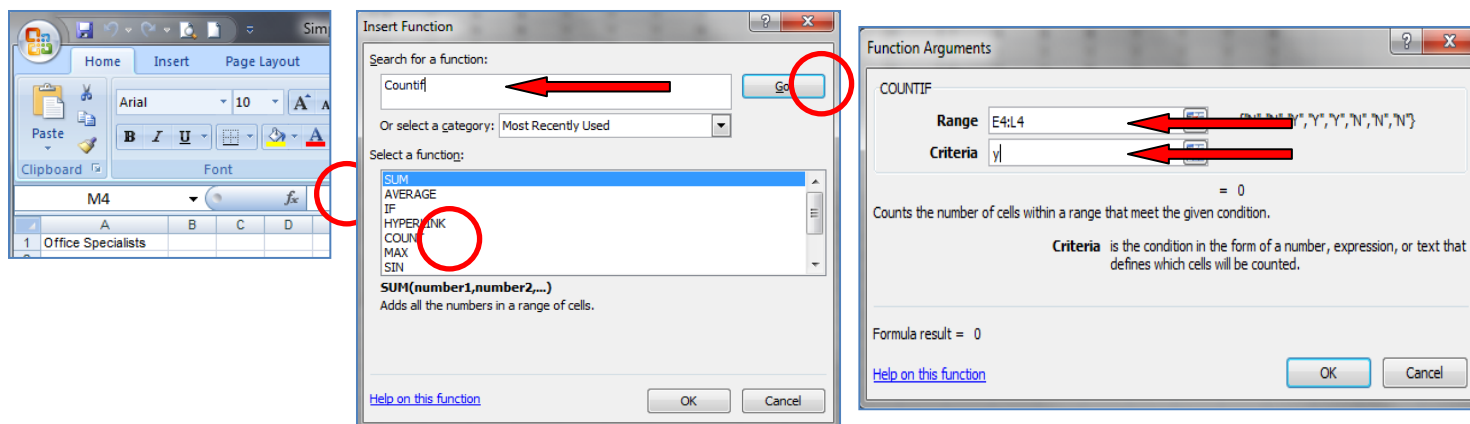 Sim
Home Insert Page Layout
Paste
Arial 10 A A
B I U A
Clipboard Font
M4 fx
A B C D
1 Office Specialists
Insert Function
Search for a function:
Countif
Go
Or select a category: Most Recently Used
Select a function:
SUM
AVERAGE
IF
HYPERLINK
COUNT
MAX
SIN
SUM(number1,number2,...)
Adds all the numbers in a range of cells.
Help on this function OK Cancel
Function Arguments
COUNTIF
Range E4:L4 "Y","Y","Y","N","N","N"}
Criteria y
= 0
Counts the number of cells within a range that meet the given condition.
Criteria is the condition in the form of a number, expression, or text that
defines which cells will be counted.
Formula result = 0
Help on this function OK Cancel